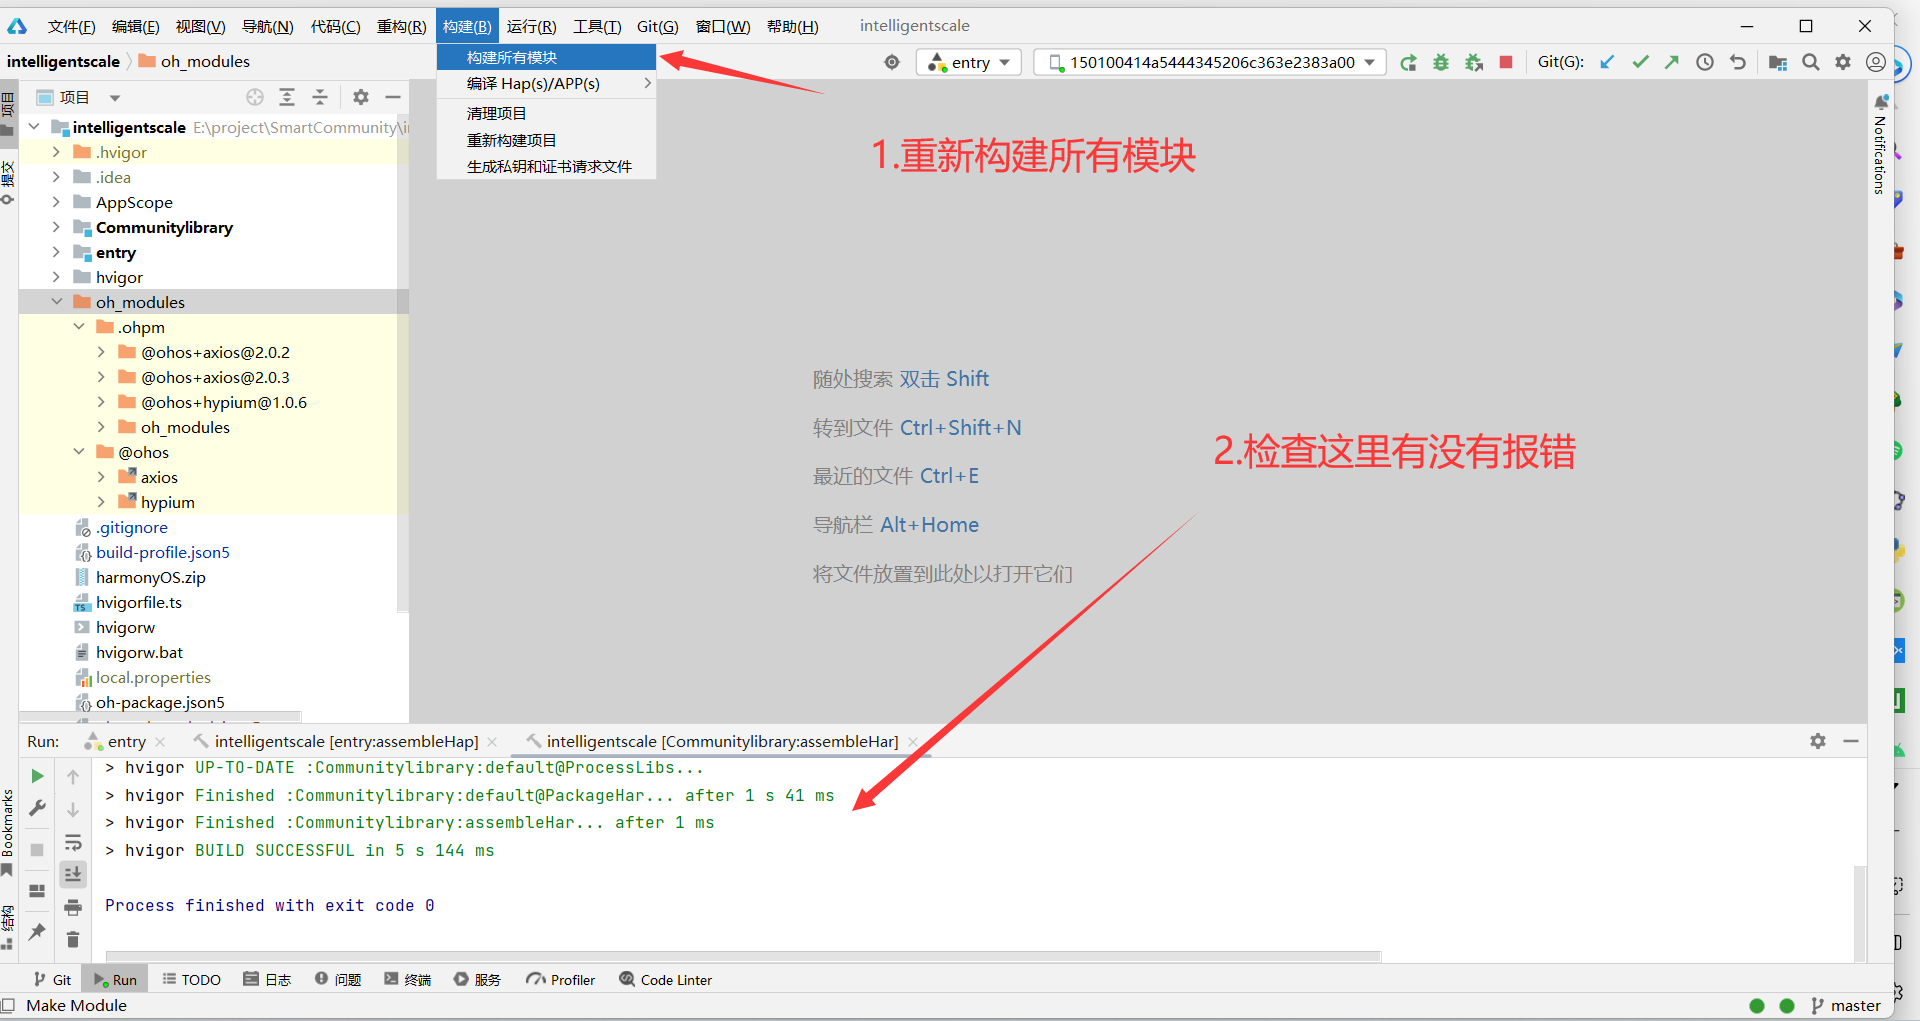 文件(F) 编辑(E) 视图(V) 导航(N) 代码(C) 重构(R) 构建(B) 运行(R) 工具(T) Git(G) 窗口(W) 帮助(H) intelligentscale
intelligentscale oh_modules
entry 150100414a5444345206c363e2383a00 Git(G):
构建所有模块
编译 Hap(s)/APP(s)
清理项目
重新构建项目
生成私钥和证书请求文件
1.重新构建所有模块
项目
提交
项目
intelligentscale E:\project\SmartCommunity\i
.hvigor
.idea
AppScope
Communitylibrary
entry
hvigor
oh_modules
.ohpm
@ohos+axios@2.0.2
@ohos+axios@2.0.3
@ohos+hypium@1.0.6
oh_modules
@ohos
axios
hypium
.gitignore
build-profile.json5
harmonyOS.zip
hvigorfile.ts
hvigorw
hvigorw.bat
local.properties
oh-package.json5
Notifications
随处搜索 双击 Shift
转到文件 Ctrl+Shift+N
最近的文件 Ctrl+E
导航栏 Alt+Home
将文件放置到此处以打开它们
2.检查这里有没有报错
Run: entry intelligentscale [entry:assembleHap] intelligentscale [Communitylibrary:assembleHar]
> hvigor UP-TO-DATE :Communitylibrary:default@ProcessLibs...
> hvigor Finished :Communitylibrary:default@PackageHar... after 1 s 41 ms
> hvigor Finished :Communitylibrary:assembleHar... after 1 ms
> hvigor BUILD SUCCESSFUL in 5 s 144 ms
Process finished with exit code 0
Bookmarks
结构
Git Run TODO 日志 问题 终端 服务 Profiler Code Linter
Make Module master